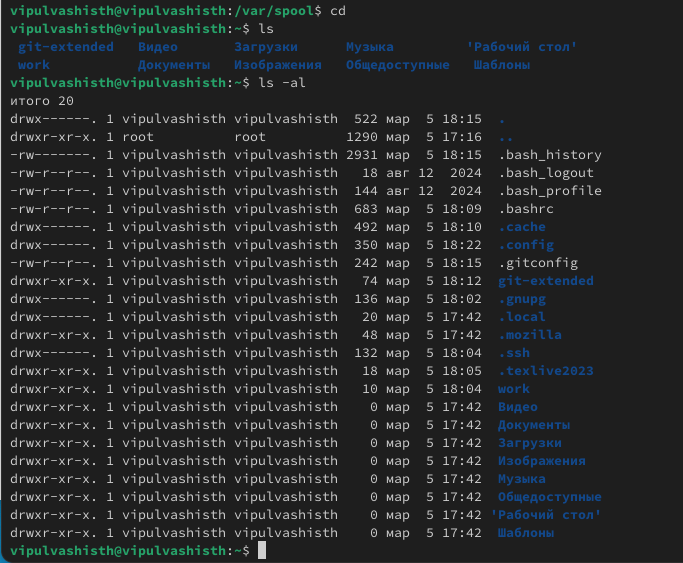 vipulvashisth@vipulvashisth:/var/spool$ cd
vipulvashisth@vipulvashisth:~$ ls
git-extended Видео Загрузки Музыка 'Рабочий стол'
work Документы Изображения Общедоступные Шаблоны
vipulvashisth@vipulvashisth:~$ ls -al
итого 20
drwx------. 1 vipulvashisth vipulvashisth 522 мар 5 18:15 .
drwxr-xr-x. 1 root root 1290 мар 5 17:16 ..
-rw-------. 1 vipulvashisth vipulvashisth 2931 мар 5 18:15 .bash_history
-rw-r--r--. 1 vipulvashisth vipulvashisth 18 авг 12 2024 .bash_logout
-rw-r--r--. 1 vipulvashisth vipulvashisth 144 авг 12 2024 .bash_profile
-rw-r--r--. 1 vipulvashisth vipulvashisth 683 мар 5 18:09 .bashrc
drwx------. 1 vipulvashisth vipulvashisth 492 мар 5 18:10 .cache
drwx------. 1 vipulvashisth vipulvashisth 350 мар 5 18:22 .config
-rw-r--r--. 1 vipulvashisth vipulvashisth 242 мар 5 18:15 .gitconfig
drwxr-xr-x. 1 vipulvashisth vipulvashisth 74 мар 5 18:12 git-extended
drwx------. 1 vipulvashisth vipulvashisth 136 мар 5 18:02 .gnupg
drwx------. 1 vipulvashisth vipulvashisth 20 мар 5 17:42 .local
drwxr-xr-x. 1 vipulvashisth vipulvashisth 48 мар 5 17:42 .mozilla
drwx------. 1 vipulvashisth vipulvashisth 132 мар 5 18:04 .ssh
drwxr-xr-x. 1 vipulvashisth vipulvashisth 18 мар 5 18:05 .texlive2023
drwxr-xr-x. 1 vipulvashisth vipulvashisth 10 мар 5 18:04 work
drwxr-xr-x. 1 vipulvashisth vipulvashisth 0 мар 5 17:42 Видео
drwxr-xr-x. 1 vipulvashisth vipulvashisth 0 мар 5 17:42 Документы
drwxr-xr-x. 1 vipulvashisth vipulvashisth 0 мар 5 17:42 Загрузки
drwxr-xr-x. 1 vipulvashisth vipulvashisth 0 мар 5 17:42 Изображения
drwxr-xr-x. 1 vipulvashisth vipulvashisth 0 мар 5 17:42 Музыка
drwxr-xr-x. 1 vipulvashisth vipulvashisth 0 мар 5 17:42 Общедоступные
drwxr-xr-x. 1 vipulvashisth vipulvashisth 0 мар 5 17:42 'Рабочий стол'
drwxr-xr-x. 1 vipulvashisth vipulvashisth 0 мар 5 17:42 Шаблоны
vipulvashisth@vipulvashisth:~$